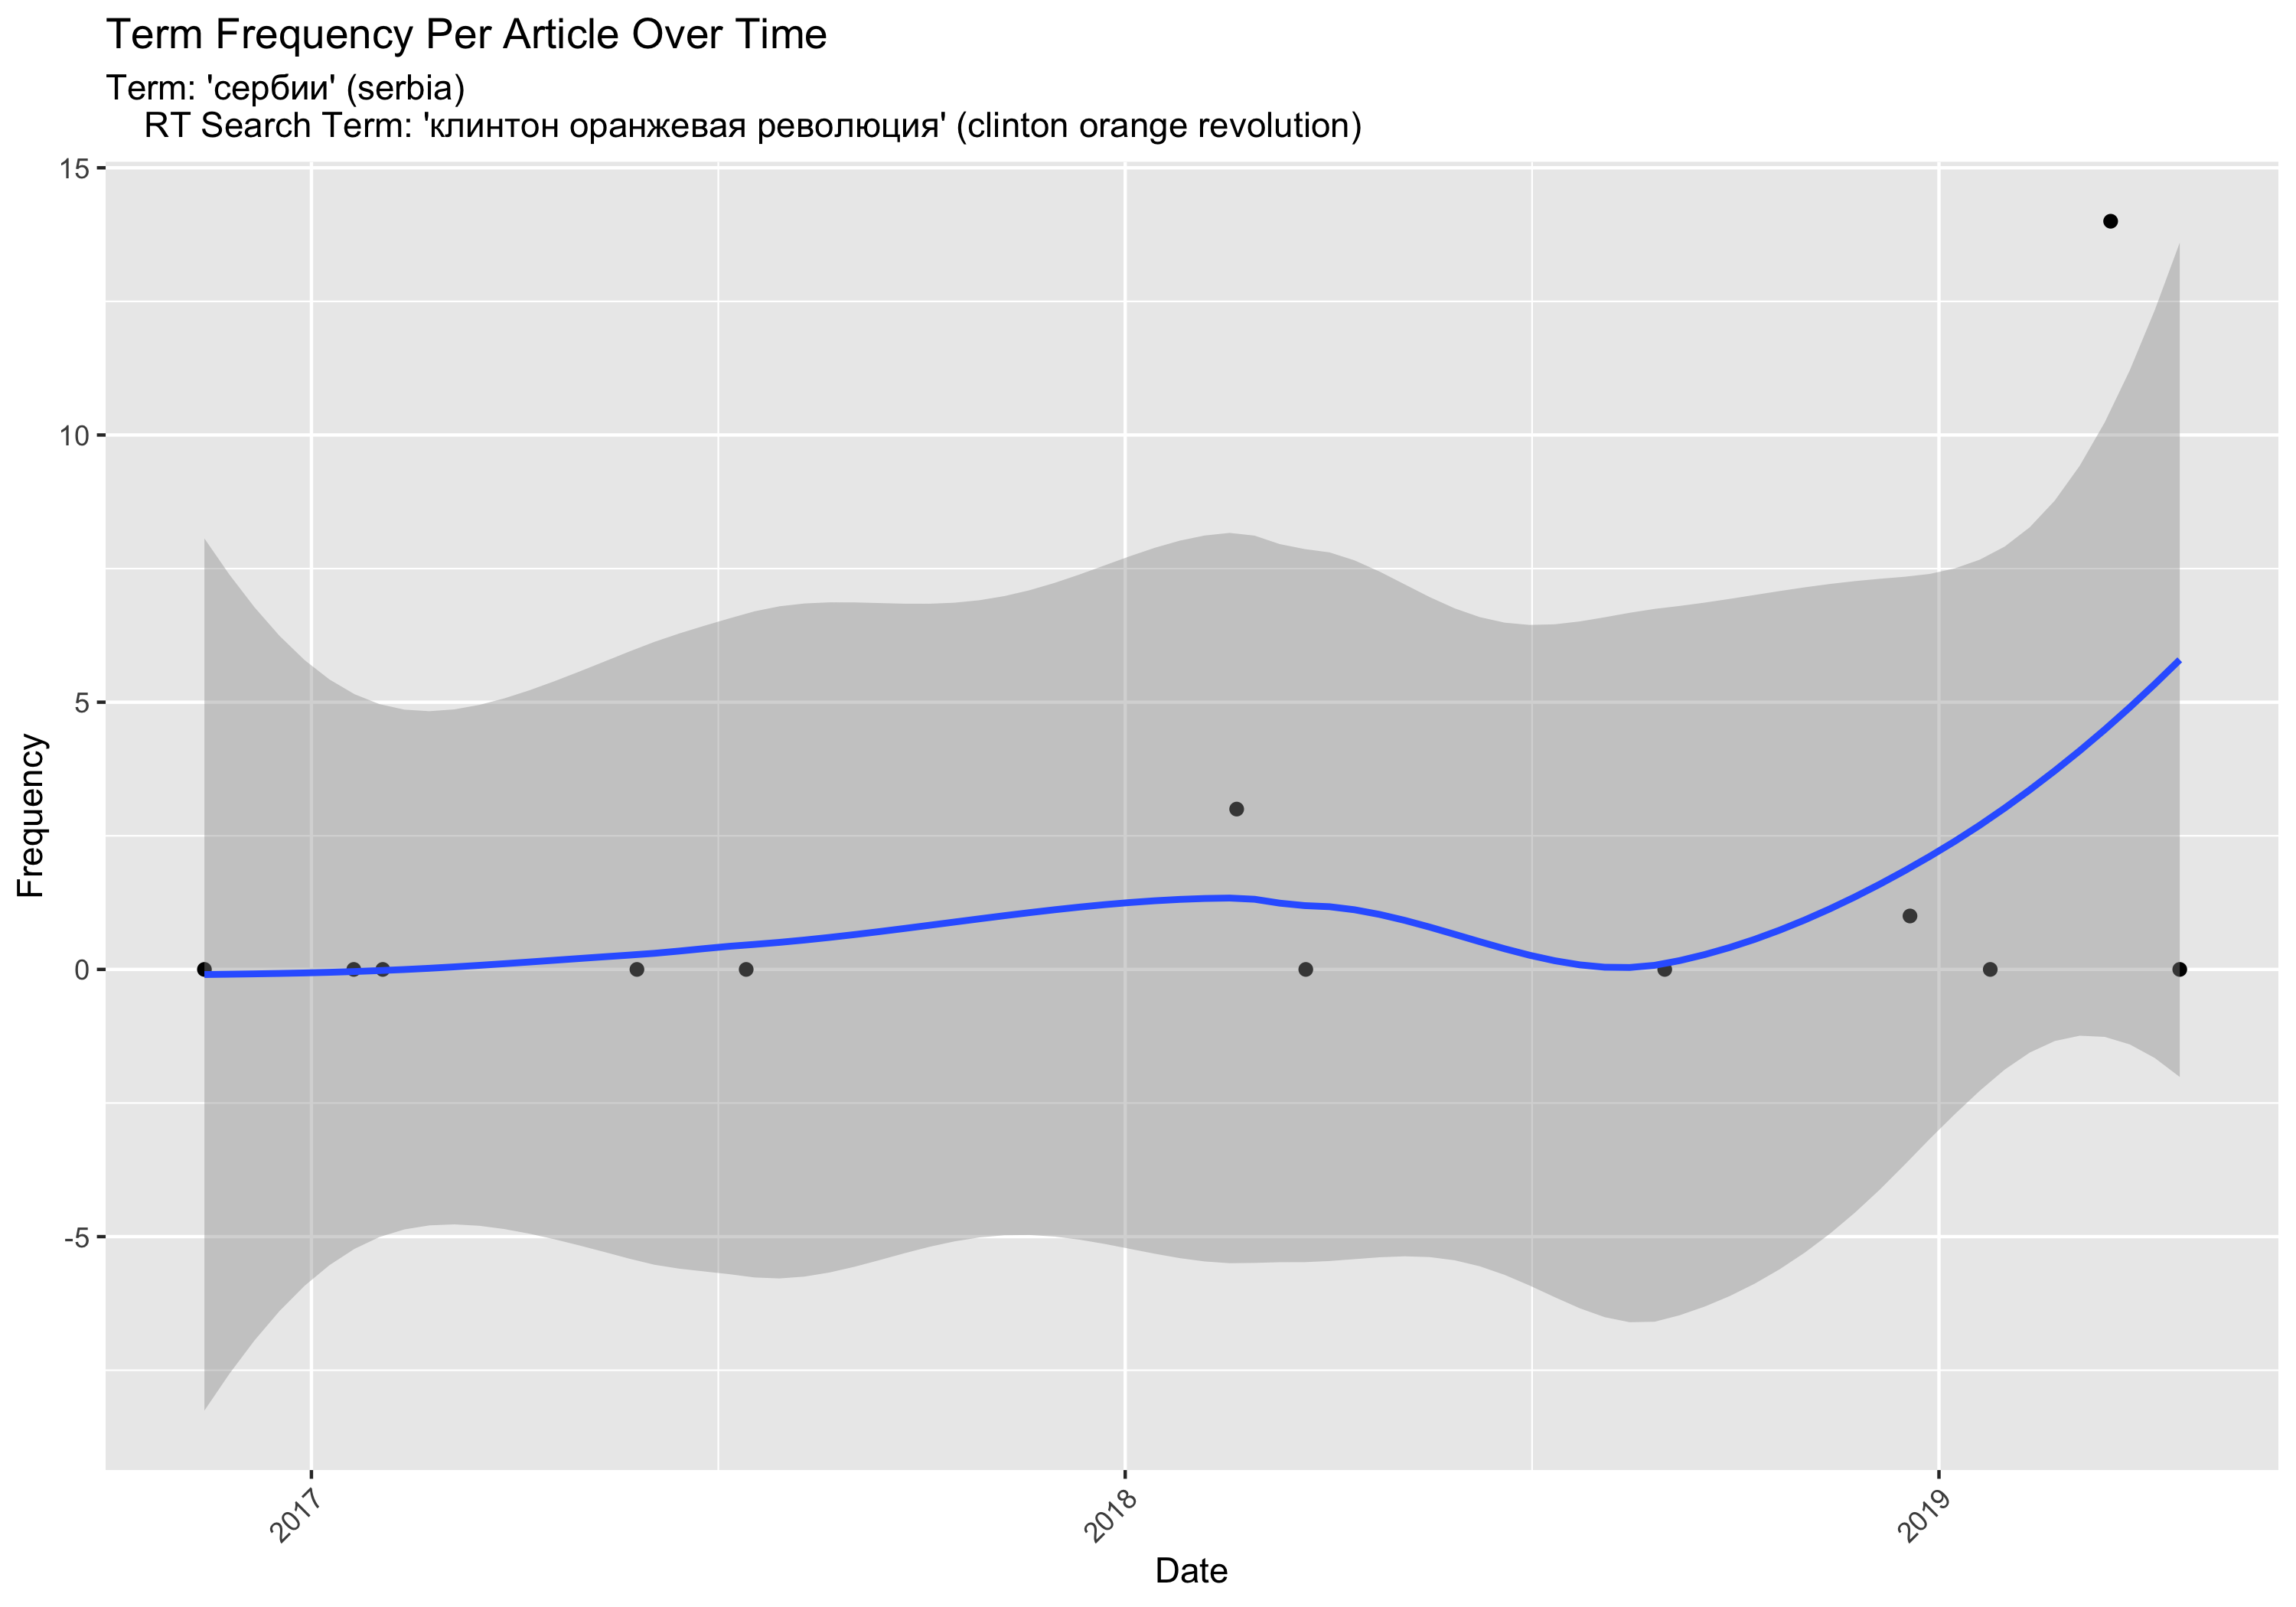 Term Frequency Per Article Over Time
Term: 'сербии' (serbia)
RT Search Term: 'клинтон оранжевая революция' (clinton orange revolution)
15
10
5
0
-5
Frequency
2017
2018
2019
Date